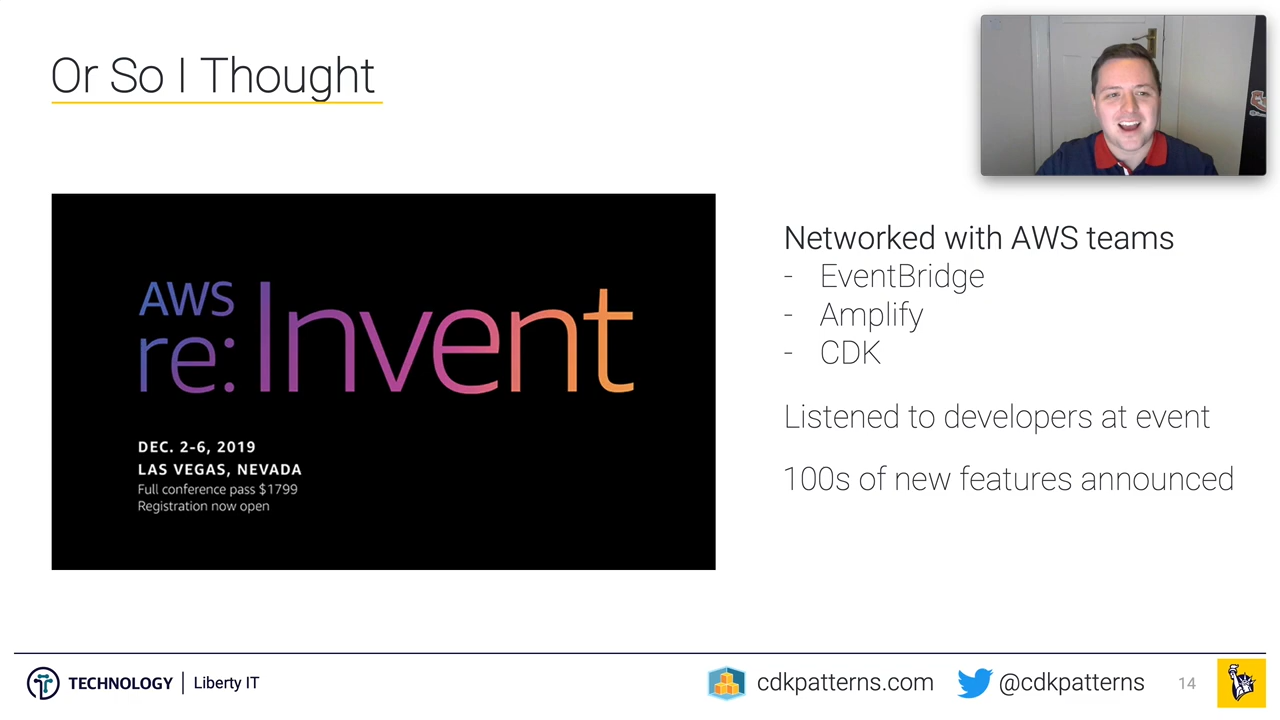 Or So I Thought
AWS
re:Invent
DEC. 2-6, 2019
LAS VEGAS, NEVADA
Full conference pass $1799
Registration now open
Networked with AWS teams
- EventBridge
- Amplify
- CDK
Listened to developers at event
100s of new features announced
TECHNOLOGY | Liberty IT
cdkpatterns.com
@cdkpatterns
14